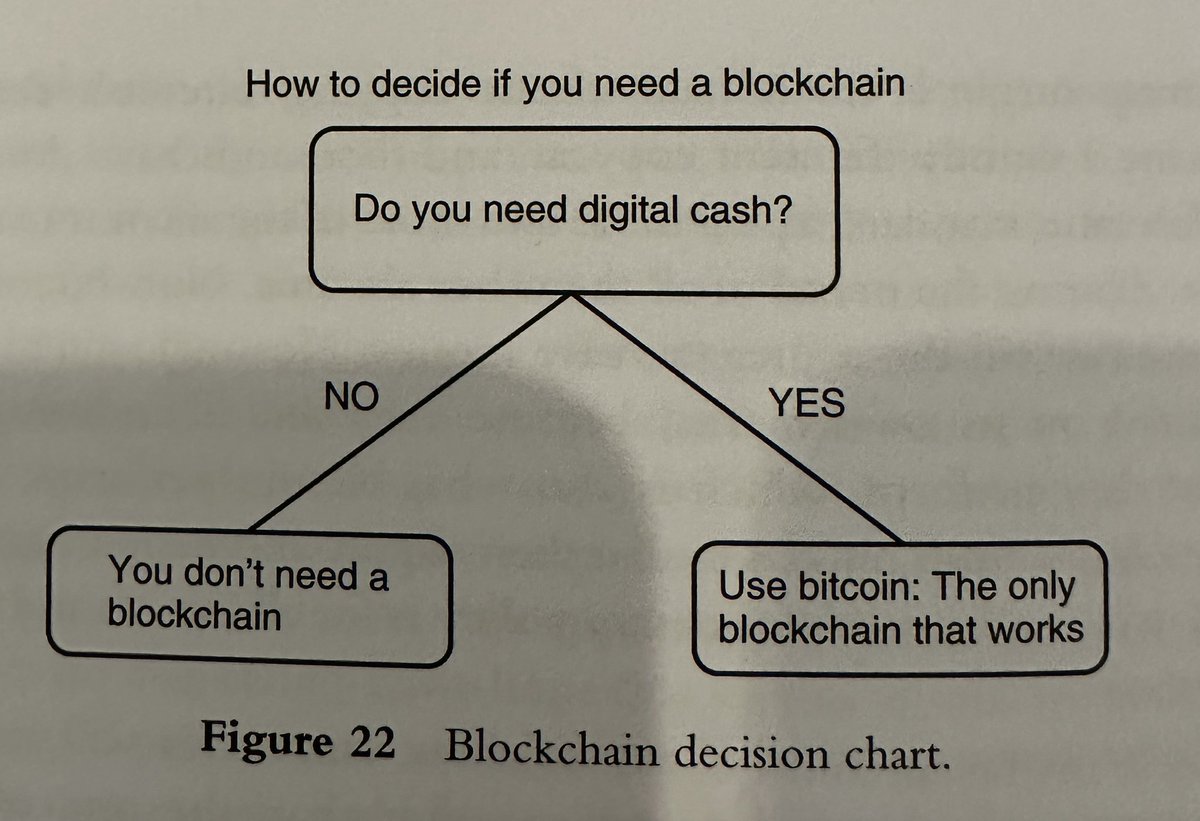 How to decide if you need a blockchain
Do you need digital cash?
NO
YES
You don't need a
blockchain
Use bitcoin: The only
blockchain that works
Figure 22 Blockchain decision chart.